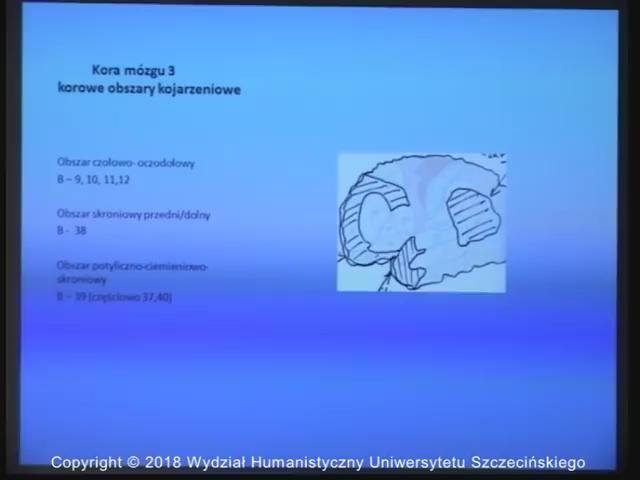 Kora mózgu 3
korowe obszary kojarzeniowe
Obszar czołowo- oczodołowy
B – 9, 10, 11,12
Obszar skroniowy przedni/dolny
B - 38
Obszar potyliczno-ciemieniowo-
skroniowy
B – 39 (częściowo 37,40)
Copyright © 2018 Wydział Humanistyczny Uniwersytetu Szczecińskiego